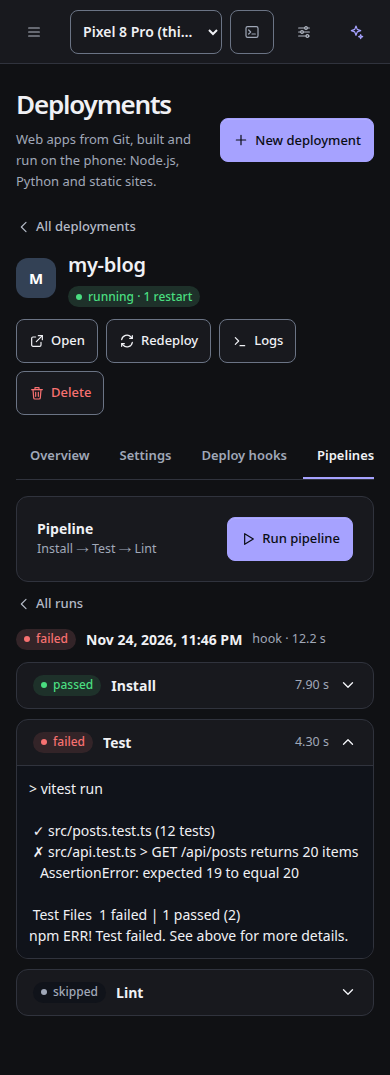 Pixel 8 Pro (thi...
Deployments
Web apps from Git, built and
run on the phone: Node.js,
Python and static sites.
New deployment
All deployments
M
my-blog
running · 1 restart
Open
Redeploy
Logs
Delete
Overview
Settings
Deploy hooks
Pipelines
Pipeline
Install → Test → Lint
Run pipeline
All runs
failed
Nov 24, 2026, 11:46 PM
hook · 12.2 s
passed
Install
7.90 s
failed
Test
4.30 s
> vitest run
✓ src/posts.test.ts (12 tests)
✗ src/api.test.ts > GET /api/posts returns 20 items
AssertionError: expected 19 to equal 20
Test Files  1 failed | 1 passed (2)
npm ERR! Test failed. See above for more details.
skipped
Lint